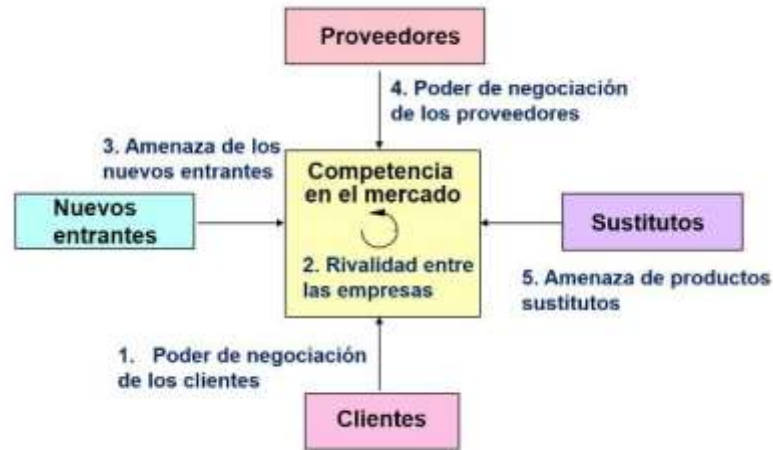 Proveedores
4. Poder de negociación
de los proveedores
3. Amenaza de los
nuevos entrantes
Competencia
en el mercado
Nuevos
entrantes
2. Rivalidad entre
las empresas
Sustitutos
5. Amenaza de productos
sustitutos
1. Poder de negociación
de los clientes
Clientes